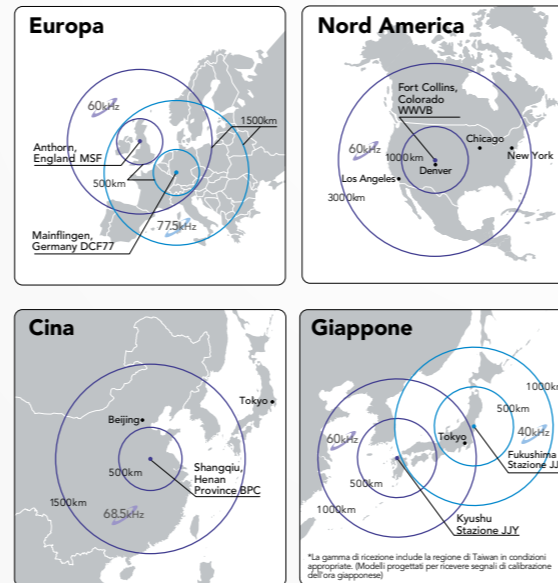 Europa
60kHz
1500km
Anthorn,
England MSF
500km
77.5kHz
Mainflingen,
Germany DCF77
Nord America
Fort Collins,
Colorado
WWVB
60kHz
1000km
Chicago
New York
Denver
Los Angeles
3000km
Cina
Tokyo
Beijing
500km
Shangqiu,
Henan
Province BPC
1500km
68.5kHz
Giappone
1000km
500km
60kHz
40kHz
Tokyo
Fukushima
Stazione JJ
500km
1000km
Kyushu
Stazione JJY
*La gamma di ricezione include la regione di Taiwan in condizioni
appropriate. (Modelli progettati per ricevere segnali di calibrazione
dell'ora giapponese)